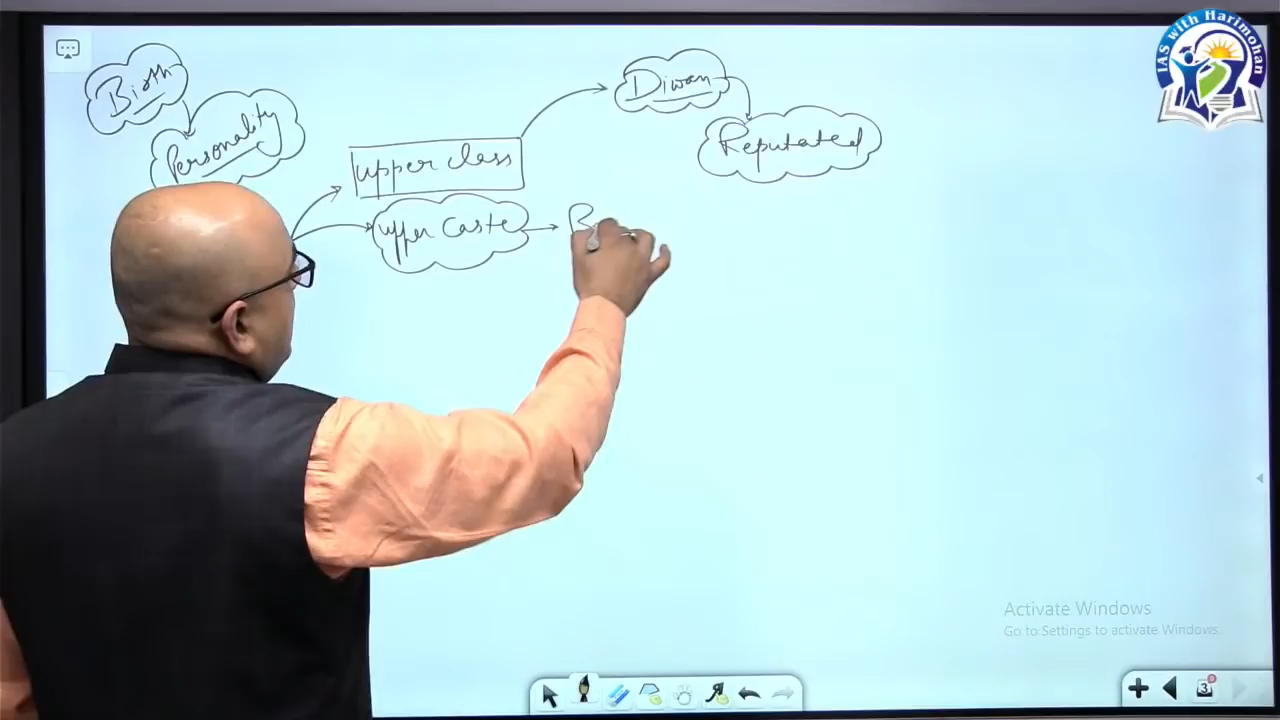 Birth
Personality
upper class
upper Caste
Diwan
Reputated
IAS with Harimohan
Activate Windows
Go to Settings to activate Windows.
3